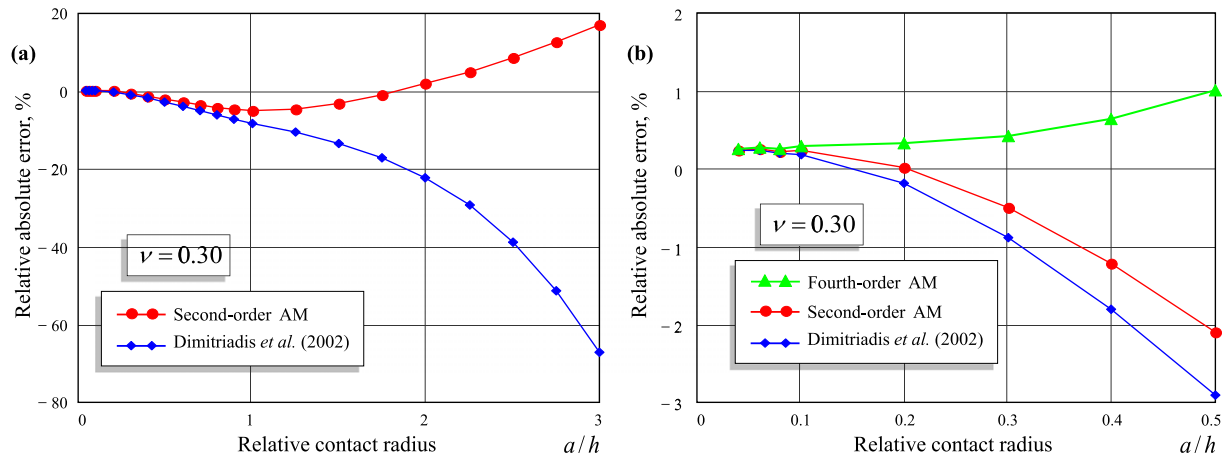 (a)
Relative absolute error, %
20
0
− 20
− 40
− 60
− 80
ν = 0.30
Second-order AM
Dimitriadis et al. (2002)
0
1
2
3
Relative contact radius
a/h
(b)
Relative absolute error, %
2
1
0
− 1
− 2
− 3
ν = 0.30
Fourth-order AM
Second-order AM
Dimitriadis et al. (2002)
0
0.1
0.2
0.3
0.4
0.5
Relative contact radius
a/h